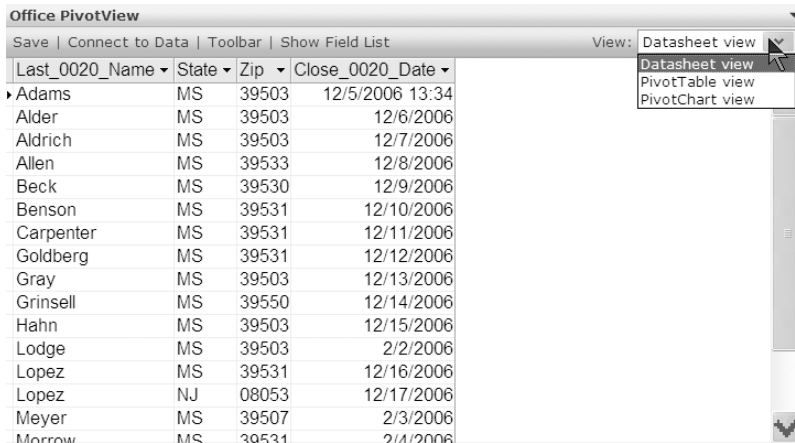 Office PivotView
Save | Connect to Data | Toolbar | Show Field List View: Datasheet view
Datasheet view
PivotTable view
PivotChart view
Last_0020_Name State Zip Close_0020_Date
Adams MS 39503 12/5/2006 13:34
Alder MS 39503 12/6/2006
Aldrich MS 39503 12/7/2006
Allen MS 39533 12/8/2006
Beck MS 39530 12/9/2006
Benson MS 39531 12/10/2006
Carpenter MS 39531 12/11/2006
Goldberg MS 39531 12/12/2006
Gray MS 39503 12/13/2006
Grinsell MS 39550 12/14/2006
Hahn MS 39503 12/15/2006
Lodge MS 39503 2/2/2006
Lopez MS 39531 12/16/2006
Lopez NJ 08053 12/17/2006
Meyer MS 39507 2/3/2006
Morrow MS 39531 2/4/2006